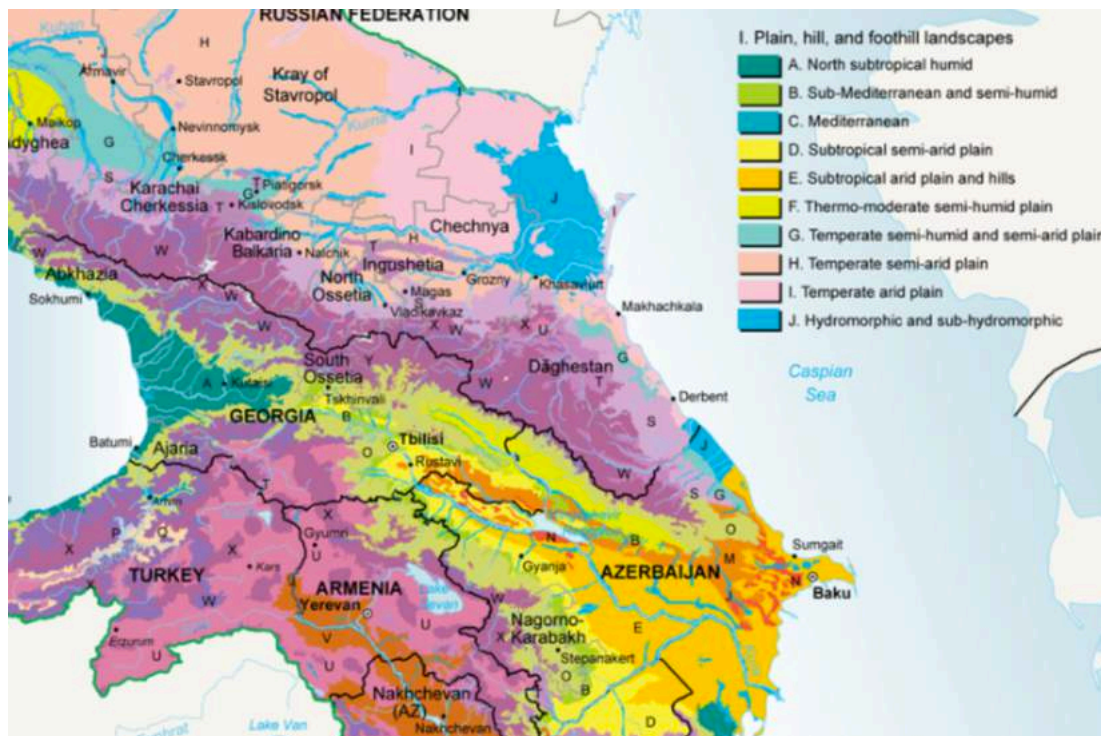 RUSSIAN FEDERATION
I. Plain, hill, and foothill landscapes
A. North subtropical humid
B. Sub-Mediterranean and semi-humid
C. Mediterranean
D. Subtropical semi-arid plain
E. Subtropical arid plain and hills
F. Thermo-moderate semi-humid plain
G. Temperate semi-humid and semi-arid plain
H. Temperate semi-arid plain
I. Temperate arid plain
J. Hydromorphic and sub-hydromorphic
Kuban
J
H
Armavir
Stavropol
Kray of
Stavropol
I
Maikop
Nevinnomysk
Kuma
dyghea
G
Cherkessk
I
S
T
Piatigorsk
J
I
Karachai
Cherkessia
G
T
Kislovodsk
Chechnya
Kabardino
Balkaria
Nalchik
T
H
W
W
Ingushetia
Abkhazia
North
Ossetia
Grozny
Khasaviurt
X
W
Magas
S
Sokhumi
Vladikavkaz
Makhachkala
W
X
W
X
U
South
Ossetia
Y
Dăghestan
G
Caspian
Sea
A
Kutaisi
W
T
Tskhinvali
Derbent
GEORGIA
B
S
Batumi
Ajaria
Tbilisi
J
O
Rustavi
W
T
S
G
Artvin
X
P
Q
Gyumri
O
X
X
U
N
B
Sumgait
TURKEY
Kars
Gyanja
AZERBAIJAN
M
X
ARMENIA
N
Baku
Yerevan
Lake
Sevan
W
J
W
Nagorno-
Karabakh
E
Erzurum
U
X
U
V
Stepanakert
U
O
B
Nakhchevan
(AZ)
Lake Van
Nakhchevan
D